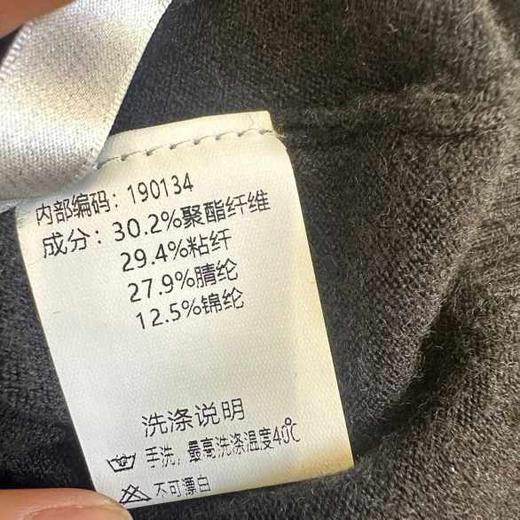 内部编码：190134
成分：30.2%聚酯纤维
29.4%粘纤
27.9%腈纶
12.5%锦纶
洗涤说明
手洗，最高洗涤温度40℃
不可漂白